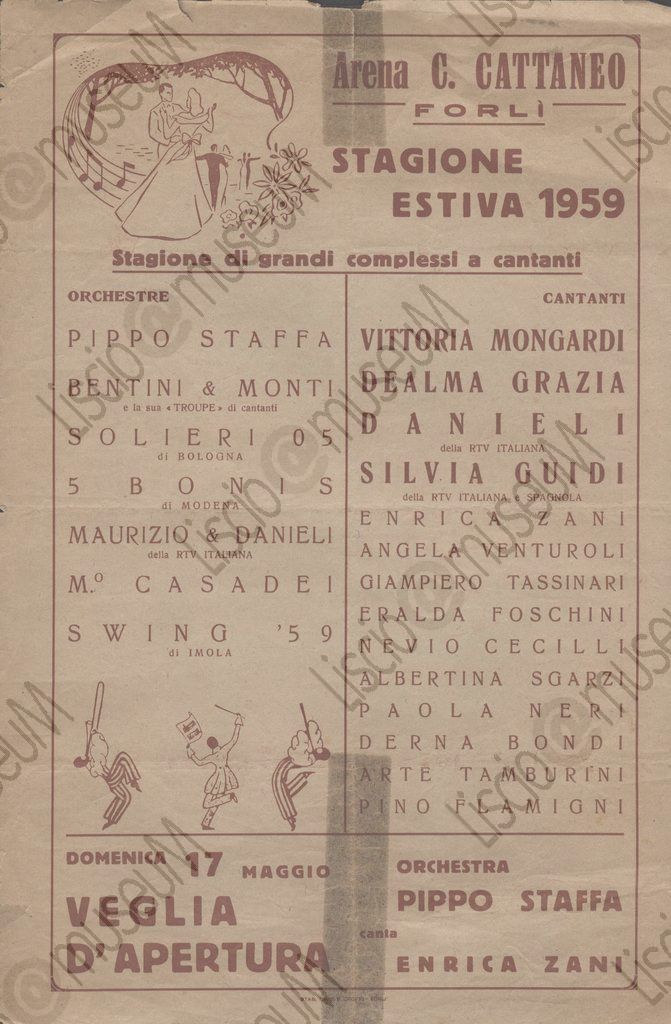 Arena C. CATTANEO
FORLÌ
STAGIONE
ESTIVA 1959
Stagione di grandi complessi a cantanti
ORCHESTRE
PIPPO STAFFA
BENTINI & MONTI
e la sua «TROUPE» di cantanti
SOLIERI 05
di BOLOGNA
5 BONIS
di MODENA
MAURIZIO & DANIELI
della RTV ITALIANA
M.º CASADEI
SWING '59
di IMOLA
CANTANTI
VITTORIA MONGARDI
DEALMA GRAZIA
DANIELI
della RTV ITALIANA
SILVIA GUIDI
della RTV ITALIANA e SPAGNOLA
ENRICA ZANI
ANGELA VENTUROLI
GIAMPIERO TASSINARI
ERALDA FOSCHINI
NEVIO CECILLI
ALBERTINA SGARZI
PAOLA NERI
DERNA BONDI
ARTE TAMBURINI
PINO FLAMIGNI
DOMENICA 17 MAGGIO
VEGLIA
D'APERTURA
ORCHESTRA
PIPPO STAFFA
canta
ENRICA ZANI
Liscio@museuM